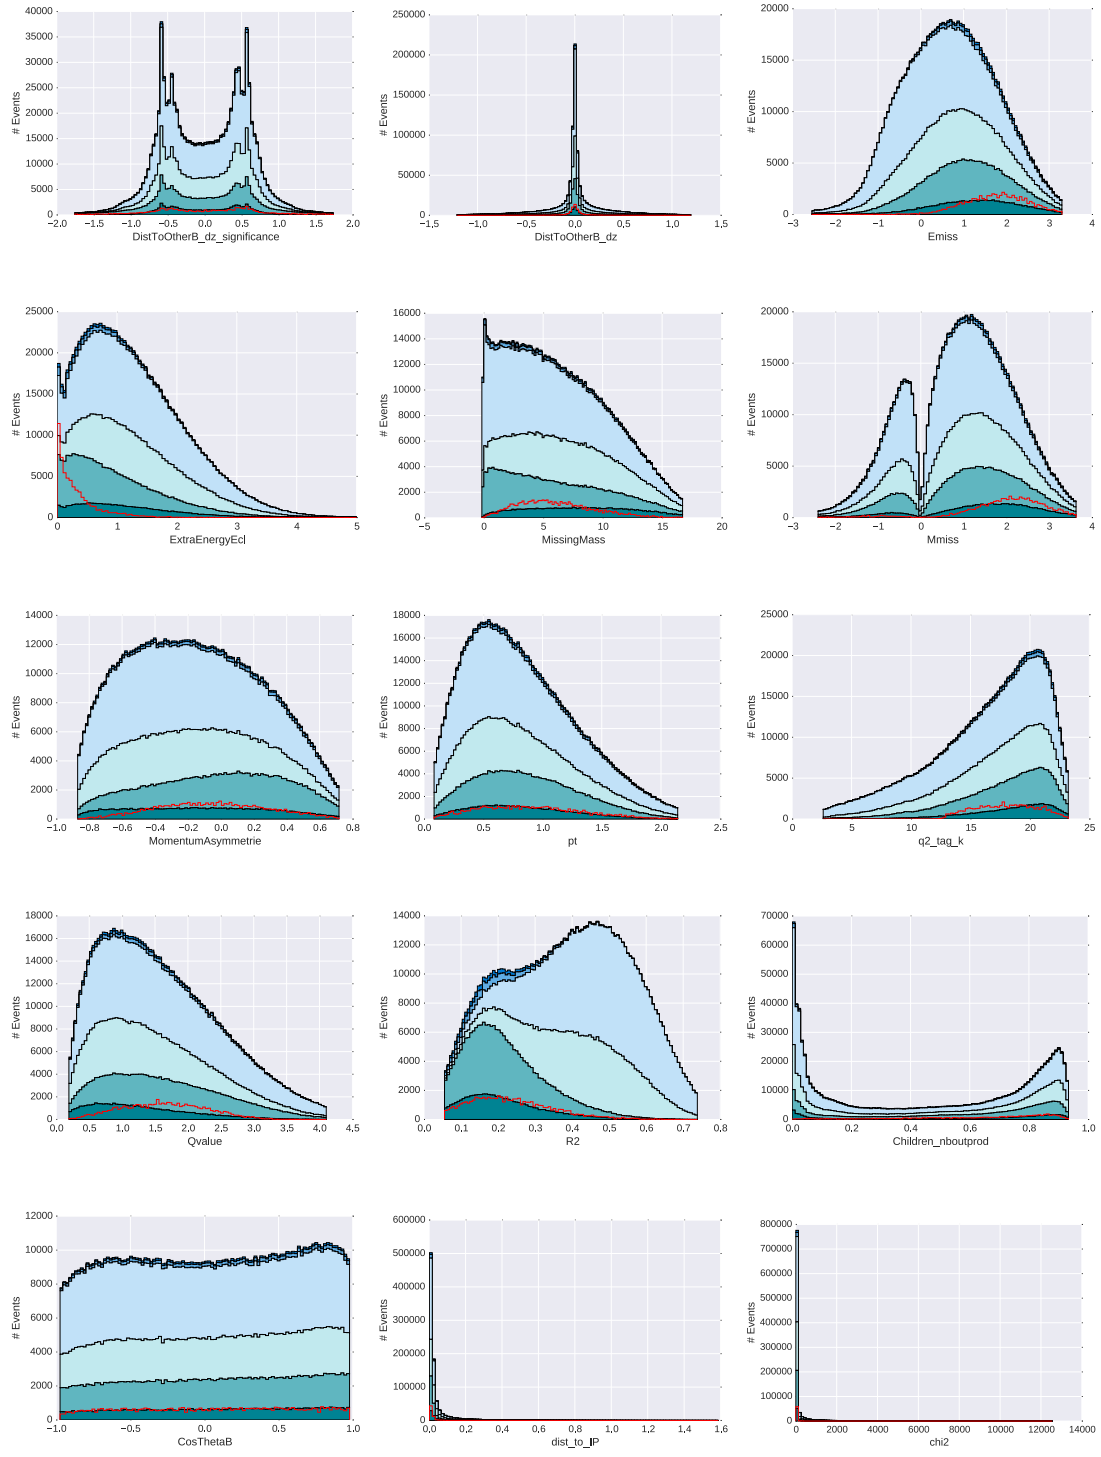 40000
35000
30000
25000
20000
15000
10000
5000
0
# Events
−2.0 −1.5 −1.0 −0.5 0.0 0.5 1.0 1.5 2.0
DistToOtherB_dz_significance
250000
200000
150000
100000
50000
0
# Events
−1,5 −1,0 −0,5 0,0 0,5 1,0 1,5
DistToOtherB_dz
20000
15000
10000
5000
0
# Events
−3 −2 −1 0 1 2 3 4
Emiss
25000
20000
15000
10000
5000
0
# Events
0 1 2 3 4 5
ExtraEnergyEcl
16000
14000
12000
10000
8000
6000
4000
2000
0
# Events
−5 0 5 10 15 20
MissingMass
20000
15000
10000
5000
0
# Events
−3 −2 −1 0 1 2 3 4
Mmiss
14000
12000
10000
8000
6000
4000
2000
0
# Events
−1.0 −0.8 −0.6 −0.4 −0.2 0.0 0.2 0.4 0.6 0.8
MomentumAsymmetrie
18000
16000
14000
12000
10000
8000
6000
4000
2000
0
# Events
0.0 0.5 1.0 1.5 2.0 2.5
pt
25000
20000
15000
10000
5000
0
# Events
0 5 10 15 20 25
q2_tag_k
18000
16000
14000
12000
10000
8000
6000
4000
2000
0
# Events
0.0 0.5 1.0 1.5 2.0 2.5 3.0 3.5 4.0 4.5
Qvalue
14000
12000
10000
8000
6000
4000
2000
0
# Events
0,0 0,1 0,2 0,3 0,4 0,5 0,6 0,7 0,8
R2
70000
60000
50000
40000
30000
20000
10000
0
# Events
0,0 0,2 0,4 0,6 0,8 1,0
Children_nboutprod
12000
10000
8000
6000
4000
2000
0
# Events
−1.0 −0.5 0.0 0.5 1.0
CosThetaB
600000
500000
400000
300000
200000
100000
0
# Events
0,0 0,2 0,4 0,6 0,8 1,0 1,2 1,4 1,6
dist_to_IP
800000
700000
600000
500000
400000
300000
200000
100000
0
# Events
0 2000 4000 6000 8000 10000 12000 14000
chi2